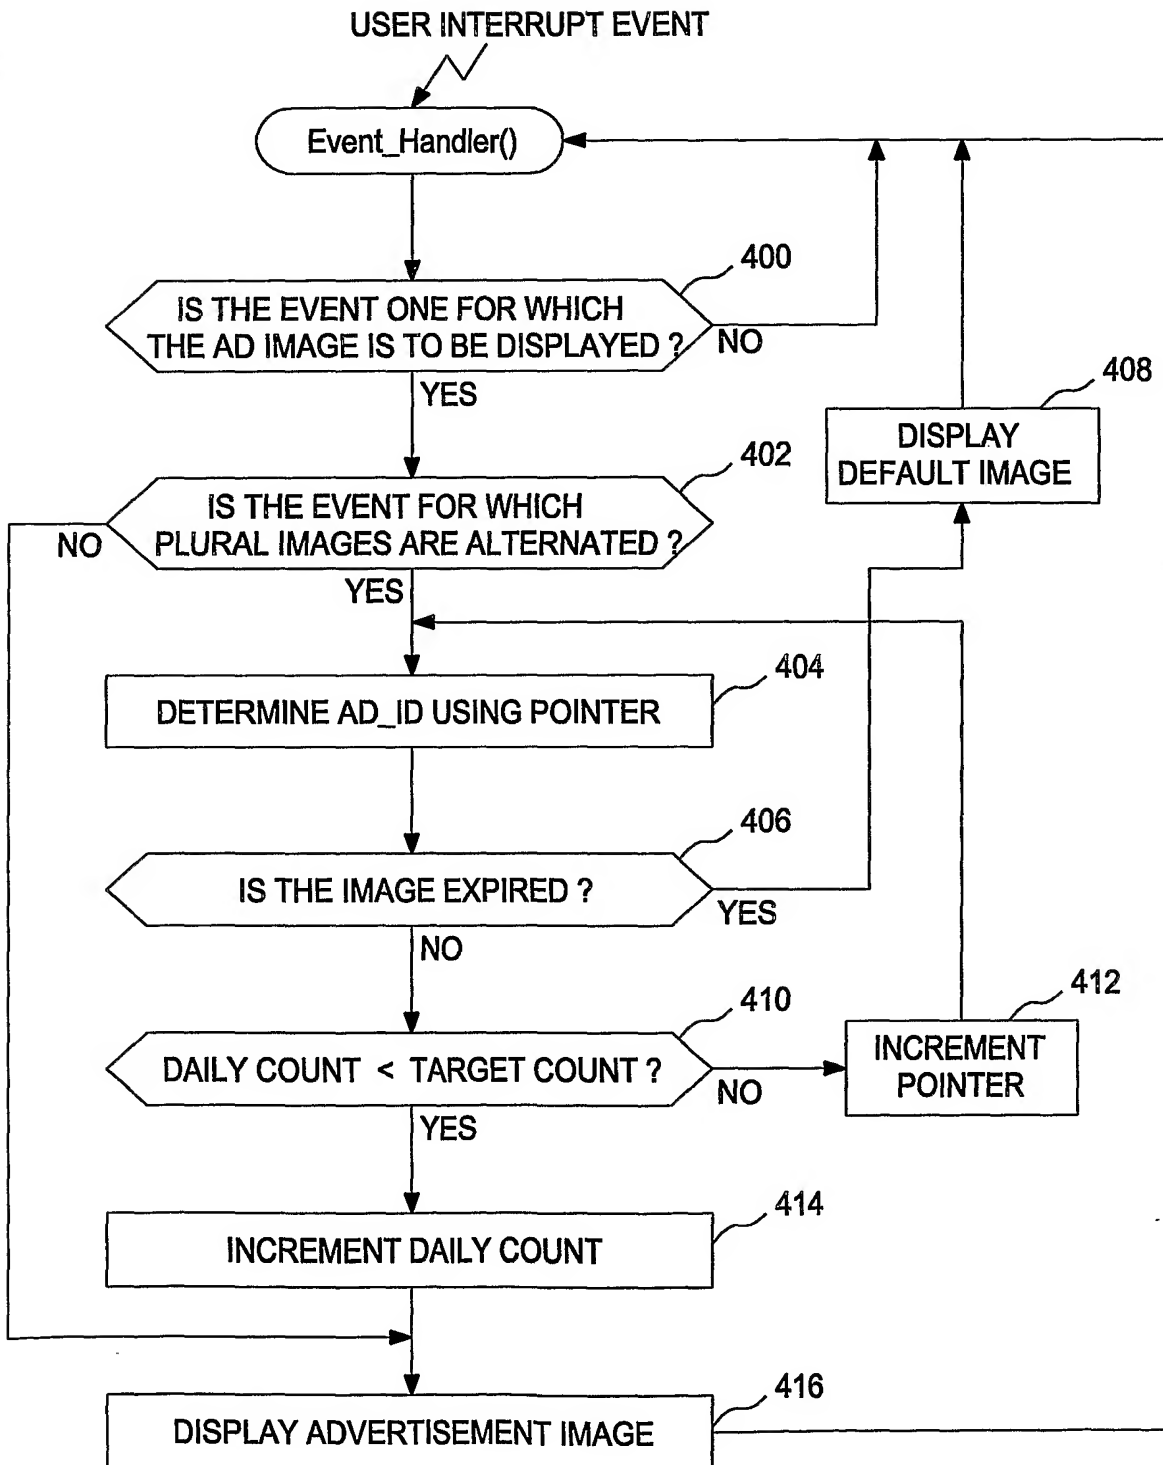 USER INTERRUPT EVENT
Event_Handler()
400
IS THE EVENT ONE FOR WHICH
THE AD IMAGE IS TO BE DISPLAYED ?
NO
YES
408
DISPLAY
DEFAULT IMAGE
402
IS THE EVENT FOR WHICH
PLURAL IMAGES ARE ALTERNATED ?
NO
YES
404
DETERMINE AD_ID USING POINTER
406
IS THE IMAGE EXPIRED ?
YES
NO
410
DAILY COUNT < TARGET COUNT ?
NO
412
INCREMENT
POINTER
YES
414
INCREMENT DAILY COUNT
416
DISPLAY ADVERTISEMENT IMAGE